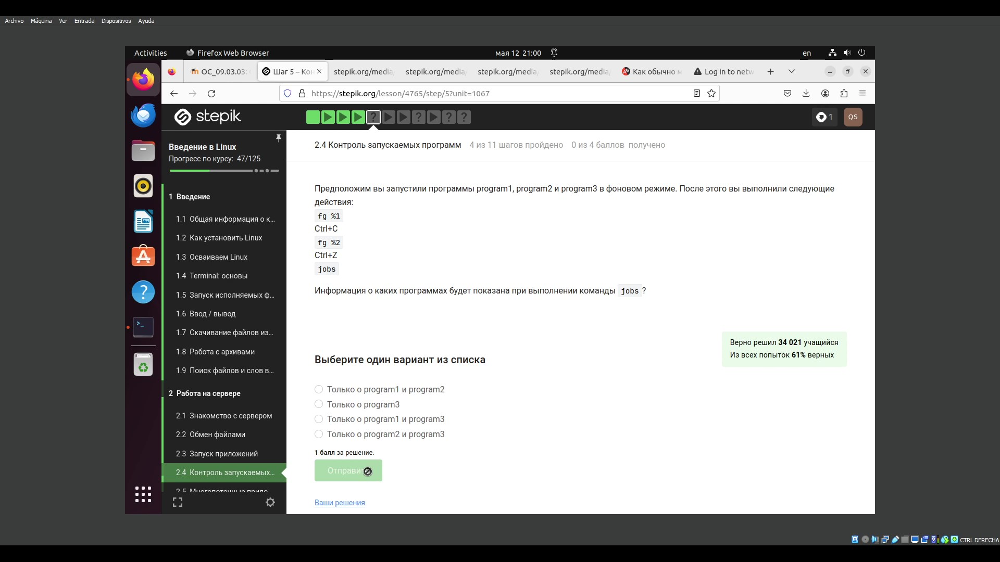 Archivo Máquina Ver Entrada Dispositivos Ayuda
Activities Firefox Web Browser мая 12 21:00 en
ОС_09.03.03: Шаг 5 – Кон stepik.org/media/ stepik.org/media/ stepik.org/media/ stepik.org/media/ Как обычно м Log in to netw
https://stepik.org/lesson/4765/step/5?unit=1067
stepik ? ? ? ? 1 QS
Введение в Linux
Прогресс по курсу: 47/125
1 Введение
1.1 Общая информация о к...
1.2 Как установить Linux
1.3 Осваиваем Linux
1.4 Terminal: основы
1.5 Запуск исполняемых ф...
1.6 Ввод / вывод
1.7 Скачивание файлов из...
1.8 Работа с архивами
1.9 Поиск файлов и слов в...
2 Работа на сервере
2.1 Знакомство с сервером
2.2 Обмен файлами
2.3 Запуск приложений
2.4 Контроль запускаемых...
2.5 Многопоточные прило...
2.4 Контроль запускаемых программ 4 из 11 шагов пройдено 0 из 4 баллов получено
Предположим вы запустили программы program1, program2 и program3 в фоновом режиме. После этого вы выполнили следующие
действия:
fg %1
Ctrl+C
fg %2
Ctrl+Z
jobs
Информация о каких программах будет показана при выполнении команды jobs ?
Верно решил 34 021 учащийся
Из всех попыток 61% верных
Выберите один вариант из списка
Только о program1 и program2
Только о program3
Только о program1 и program3
Только о program2 и program3
1 балл за решение.
Отправить
Ваши решения
CTRL DERECHA